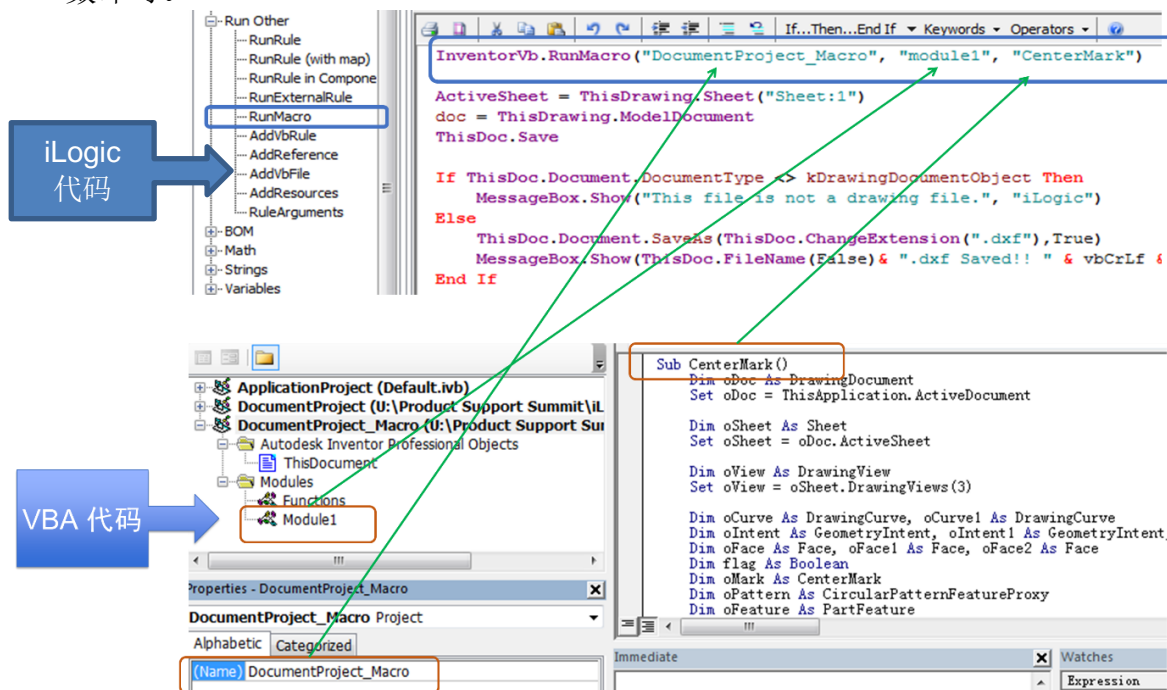 Run Other
RunRule
RunRule (with map)
RunRule in Compone
RunExternalRule
RunMacro
AddVbRule
AddReference
AddVbFile
AddResources
RuleArguments
BOM
Math
Strings
Variables
iLogic
代码
If...Then...End If Keywords Operators
InventorVb.RunMacro("DocumentProject_Macro", "module1", "CenterMark")
ActiveSheet = ThisDrawing.Sheet("Sheet:1")
doc = ThisDrawing.ModelDocument
ThisDoc.Save
If ThisDoc.Document.DocumentType <> kDrawingDocumentObject Then
MessageBox.Show("This file is not a drawing file.", "iLogic")
Else
ThisDoc.Document.SaveAs(ThisDoc.ChangeExtension(".dxf"),True)
MessageBox.Show(ThisDoc.FileName(False)& ".dxf Saved!! " & vbCrLf &
End If
VBA 代码
ApplicationProject (Default.ivb)
DocumentProject (U:\Product Support Summit\iL
DocumentProject_Macro (U:\Product Support Sur
Autodesk Inventor Professional Objects
ThisDocument
Modules
Functions
Module1
Properties - DocumentProject_Macro
DocumentProject_Macro Project
Alphabetic Categorized
(Name) DocumentProject_Macro
Sub CenterMark()
Dim oDoc As DrawingDocument
Set oDoc = ThisApplication.ActiveDocument
Dim oSheet As Sheet
Set oSheet = oDoc.ActiveSheet
Dim oView As DrawingView
Set oView = oSheet.DrawingViews(3)
Dim oCurve As DrawingCurve, oCurve1 As DrawingCurve
Dim oIntent As GeometryIntent, oIntent1 As GeometryIntent,
Dim oFace As Face, oFace1 As Face, oFace2 As Face
Dim flag As Boolean
Dim oMark As CenterMark
Dim oPattern As CircularPatternFeatureProxy
Dim oFeature As PartFeature
Immediate
Watches
Expression